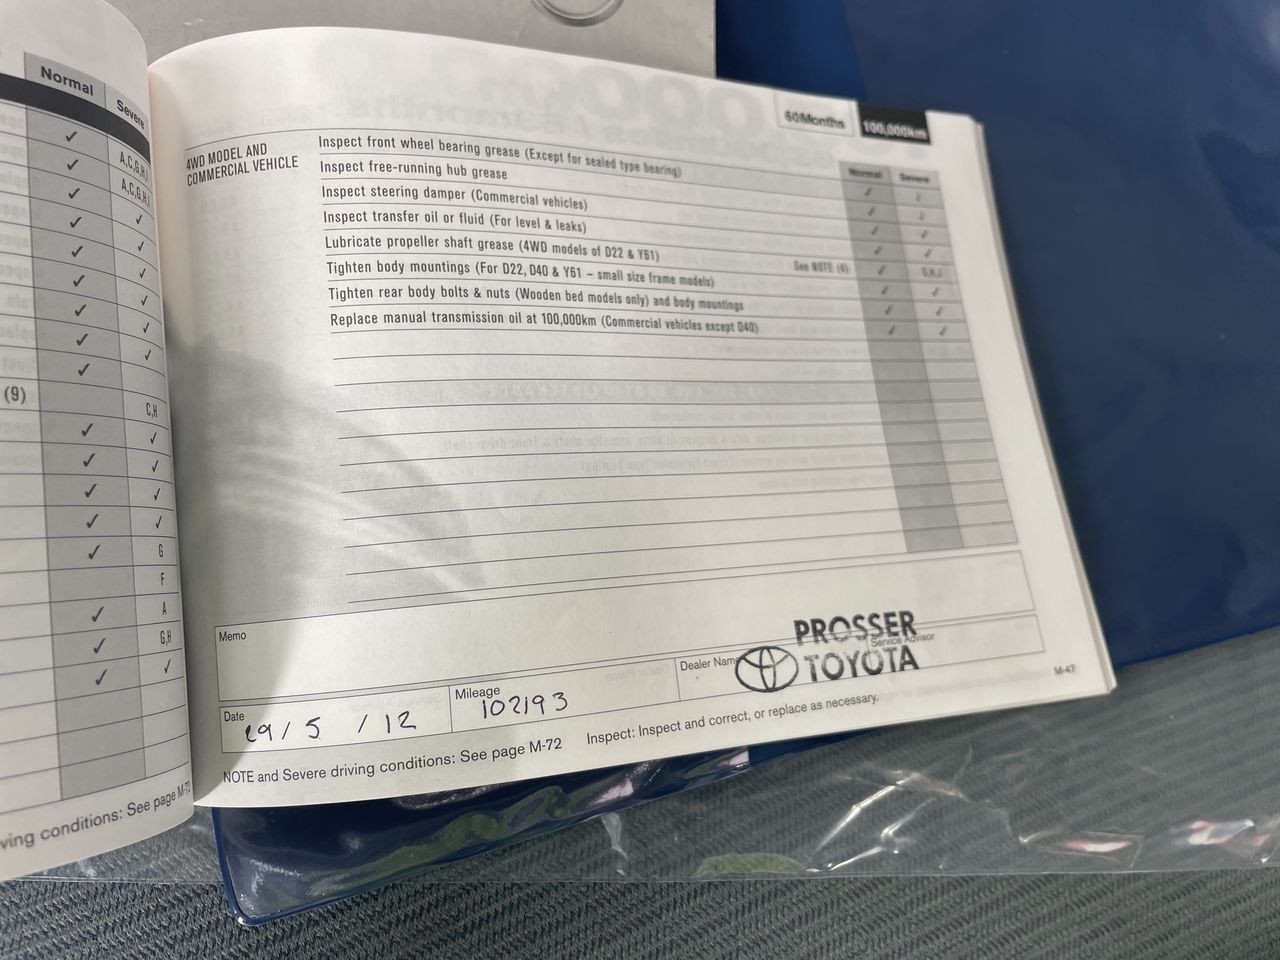 Normal
Severe
A,C,G,H,
A,C,G,H,
(9)
C,H
G
F
A
G,H
ving conditions: See page M-72
60Months
100,000km
4WD MODEL AND
COMMERCIAL VEHICLE
Normal
Severe
Inspect front wheel bearing grease (Except for sealed type bearing)
Inspect free-running hub grease
Inspect steering damper (Commercial vehicles)
Inspect transfer oil or fluid (For level & leaks)
Lubricate propeller shaft grease (4WD models of D22 & Y61) See NOTE (4) G,H,J
Tighten body mountings (For D22, D40 & Y61 – small size frame models)
Tighten rear body bolts & nuts (Wooden bed models only) and body mountings
Replace manual transmission oil at 100,000km (Commercial vehicles except D40)
Memo
Date
29/5/12
Mileage
102193
Dealer Name
Service Advisor
PROSSER
TOYOTA
M-47
NOTE and Severe driving conditions: See page M-72 Inspect: Inspect and correct, or replace as necessary.